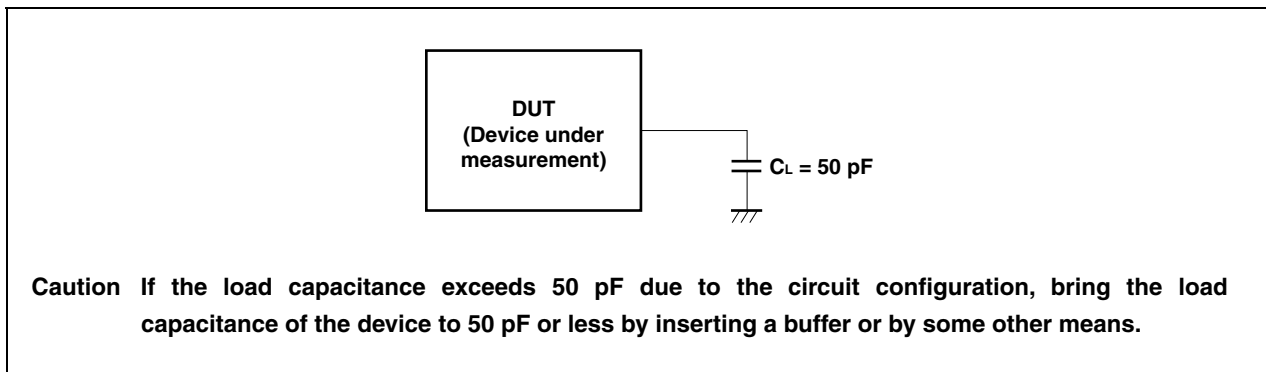 DUT
(Device under
measurement)
CL = 50 pF
Caution If the load capacitance exceeds 50 pF due to the circuit configuration, bring the load
capacitance of the device to 50 pF or less by inserting a buffer or by some other means.